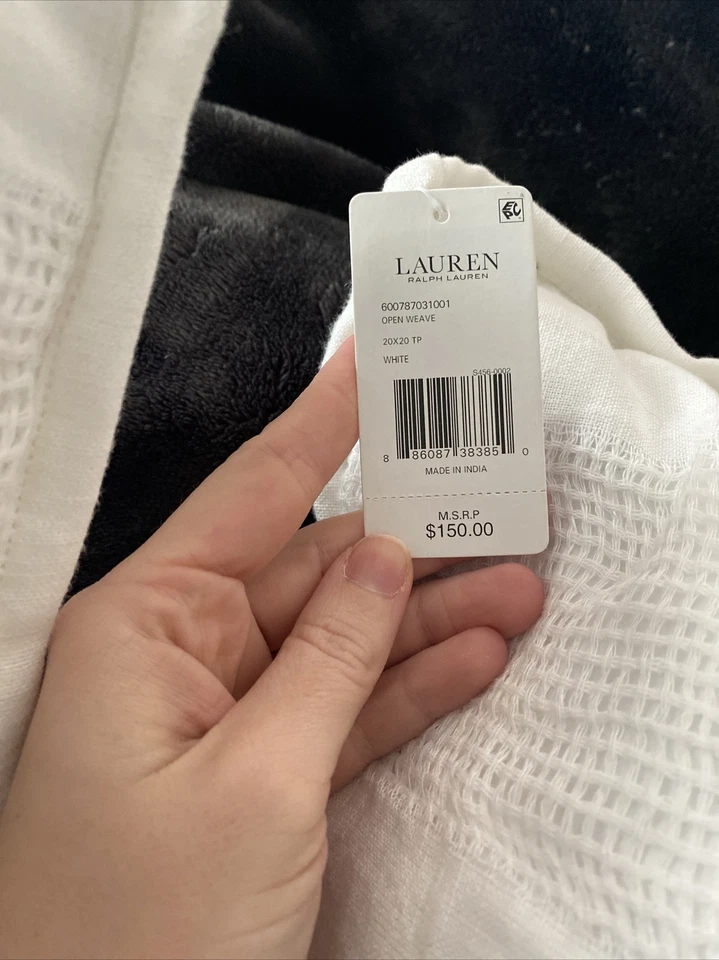 LAUREN
RALPH LAUREN
600787031001
OPEN WEAVE
20X20 TP
WHITE
S456-0002
8 86087 38385 0
MADE IN INDIA
M.S.R.P
$150.00